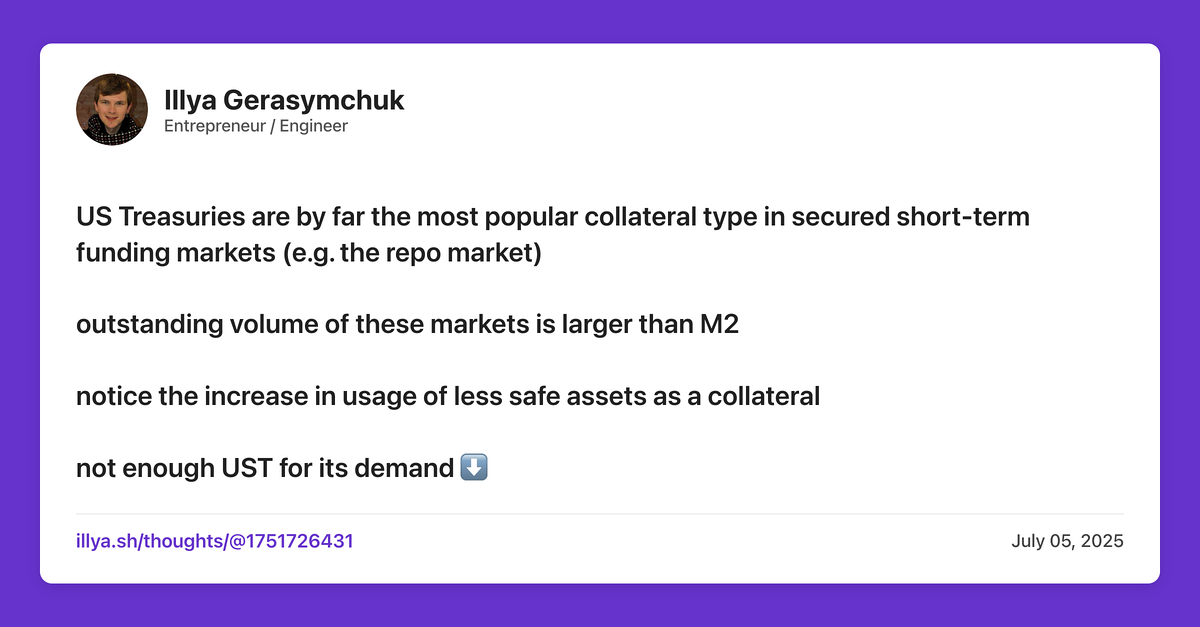 Illya Gerasymchuk
Entrepreneur / Engineer
US Treasuries are by far the most popular collateral type in secured short-term
funding markets (e.g. the repo market)
outstanding volume of these markets is larger than M2
notice the increase in usage of less safe assets as a collateral
not enough UST for its demand ⬇️
illya.sh/thoughts/@1751726431
July 05, 2025